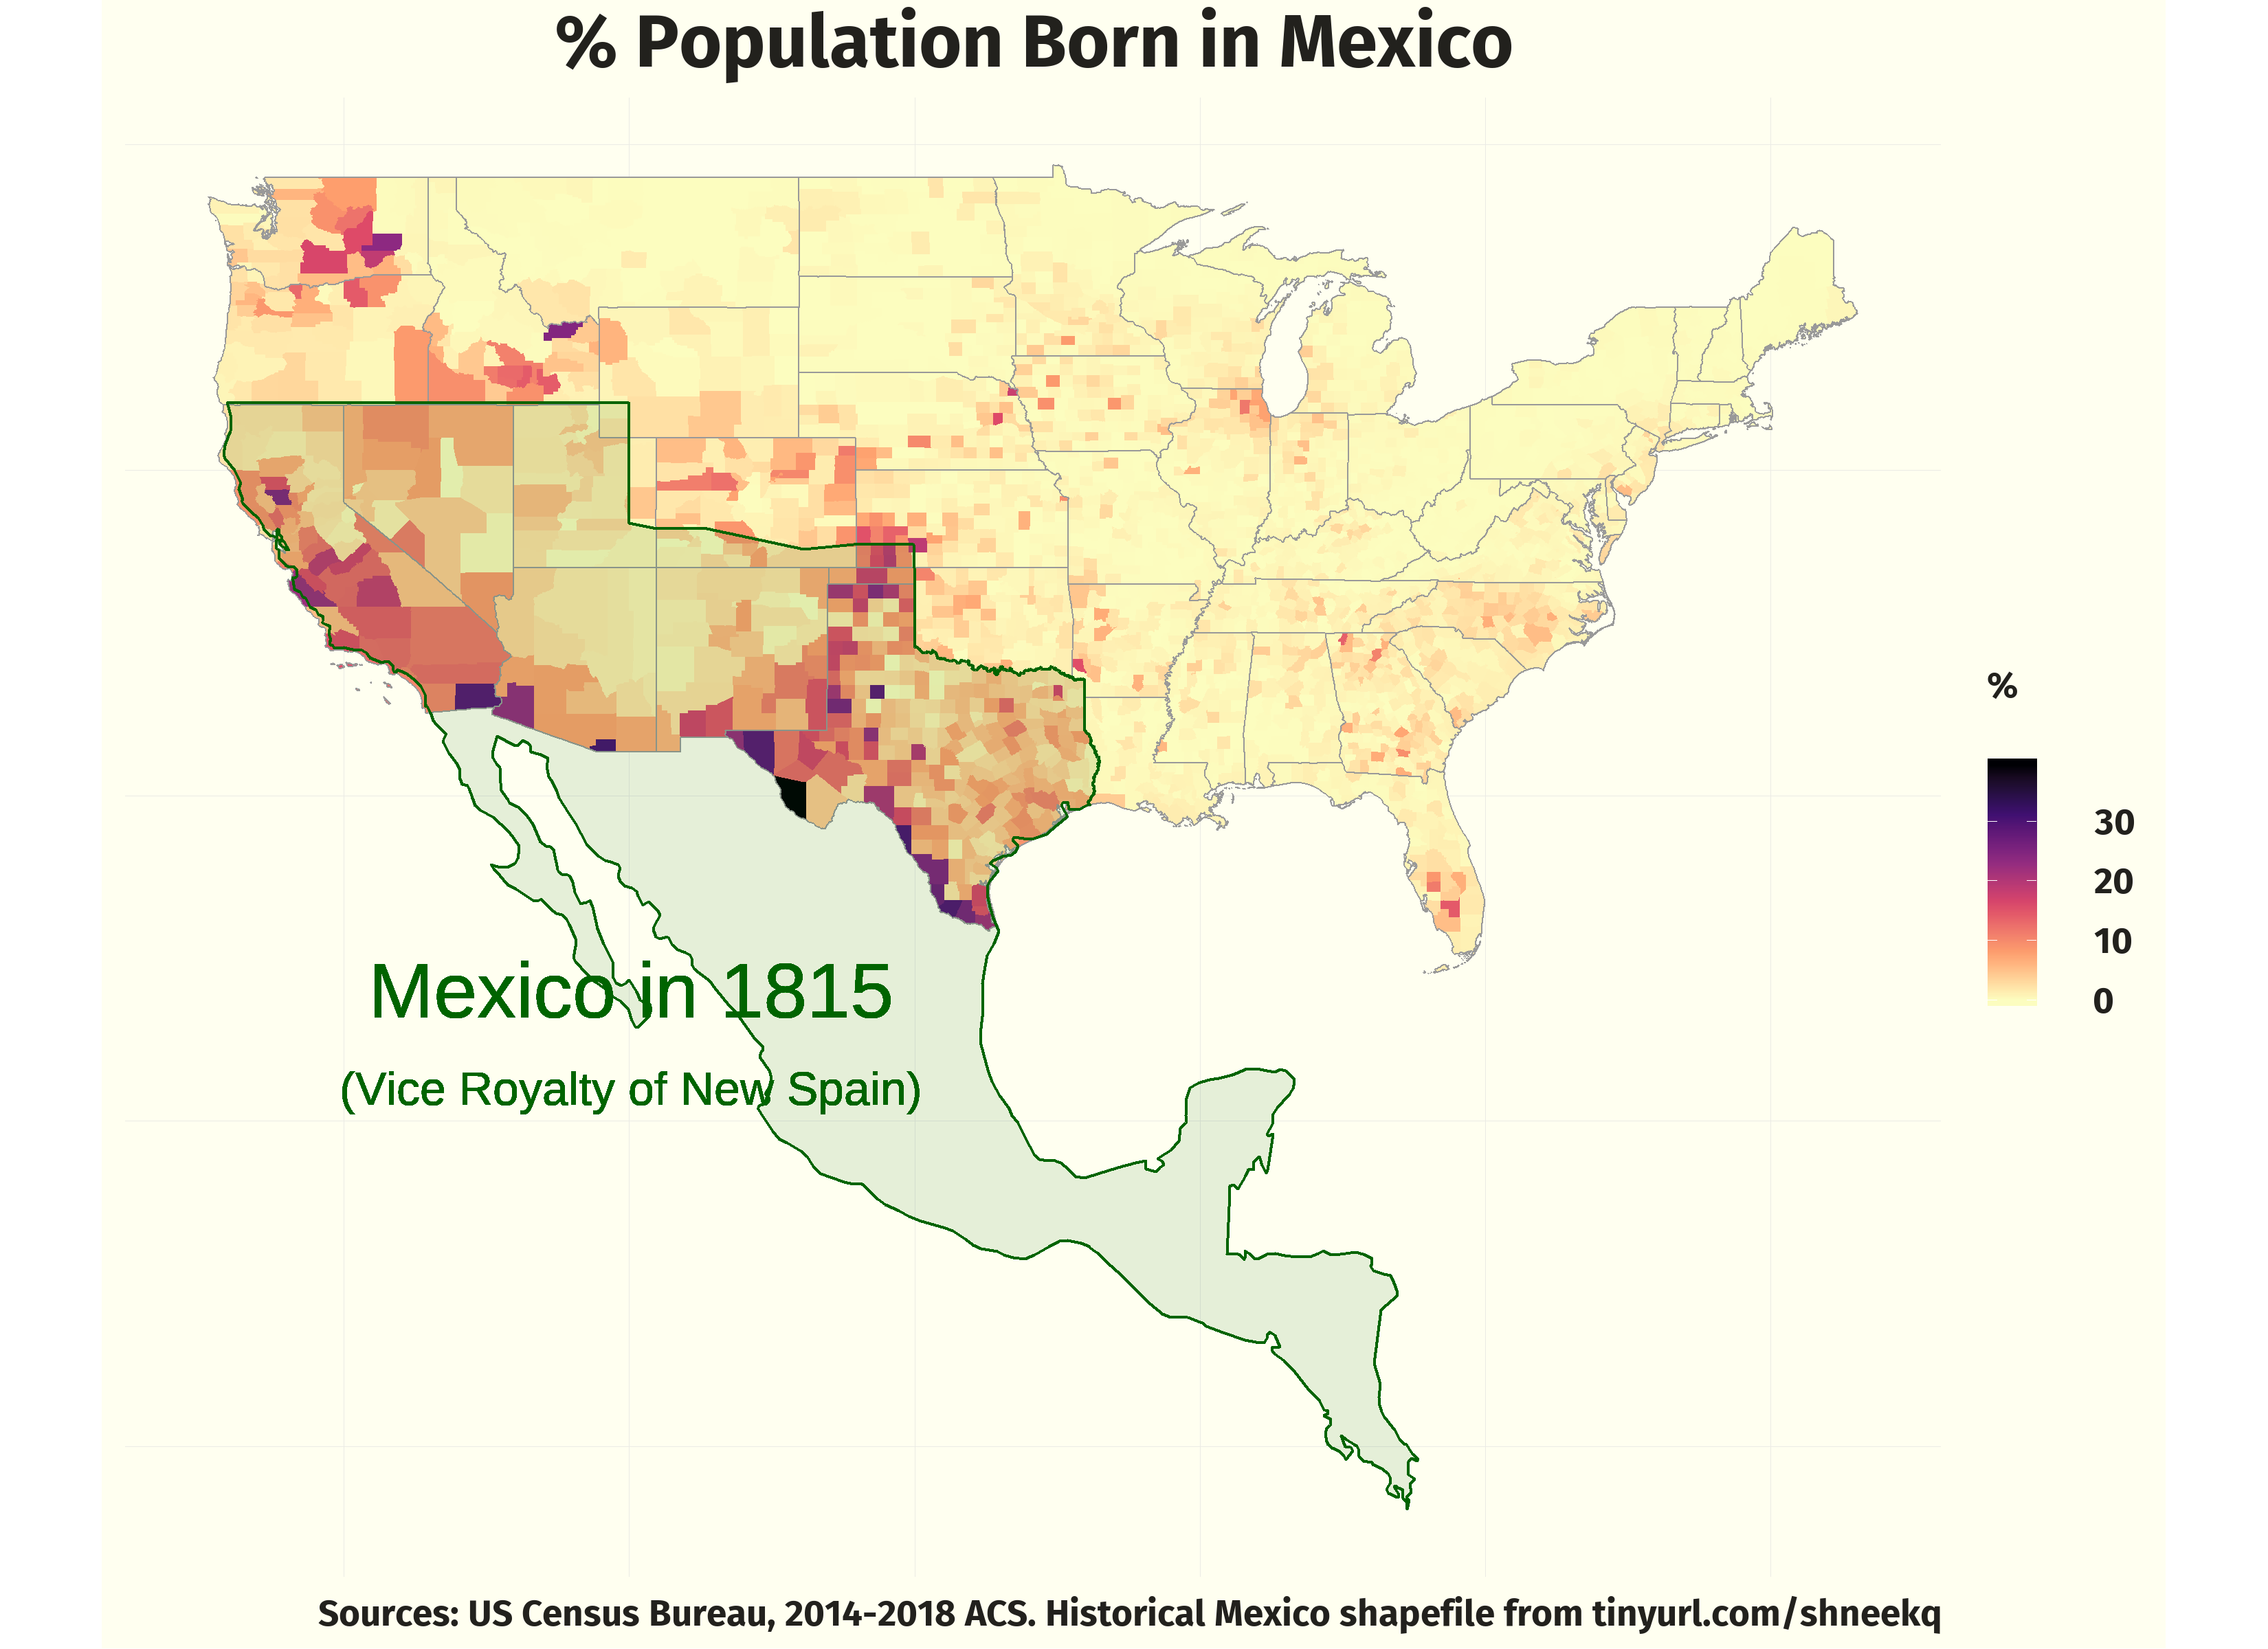 % Population Born in Mexico
%
30
20
10
0
Mexico in 1815
(Vice Royalty of New Spain)
Sources: US Census Bureau, 2014-2018 ACS. Historical Mexico shapefile from tinyurl.com/shneekq